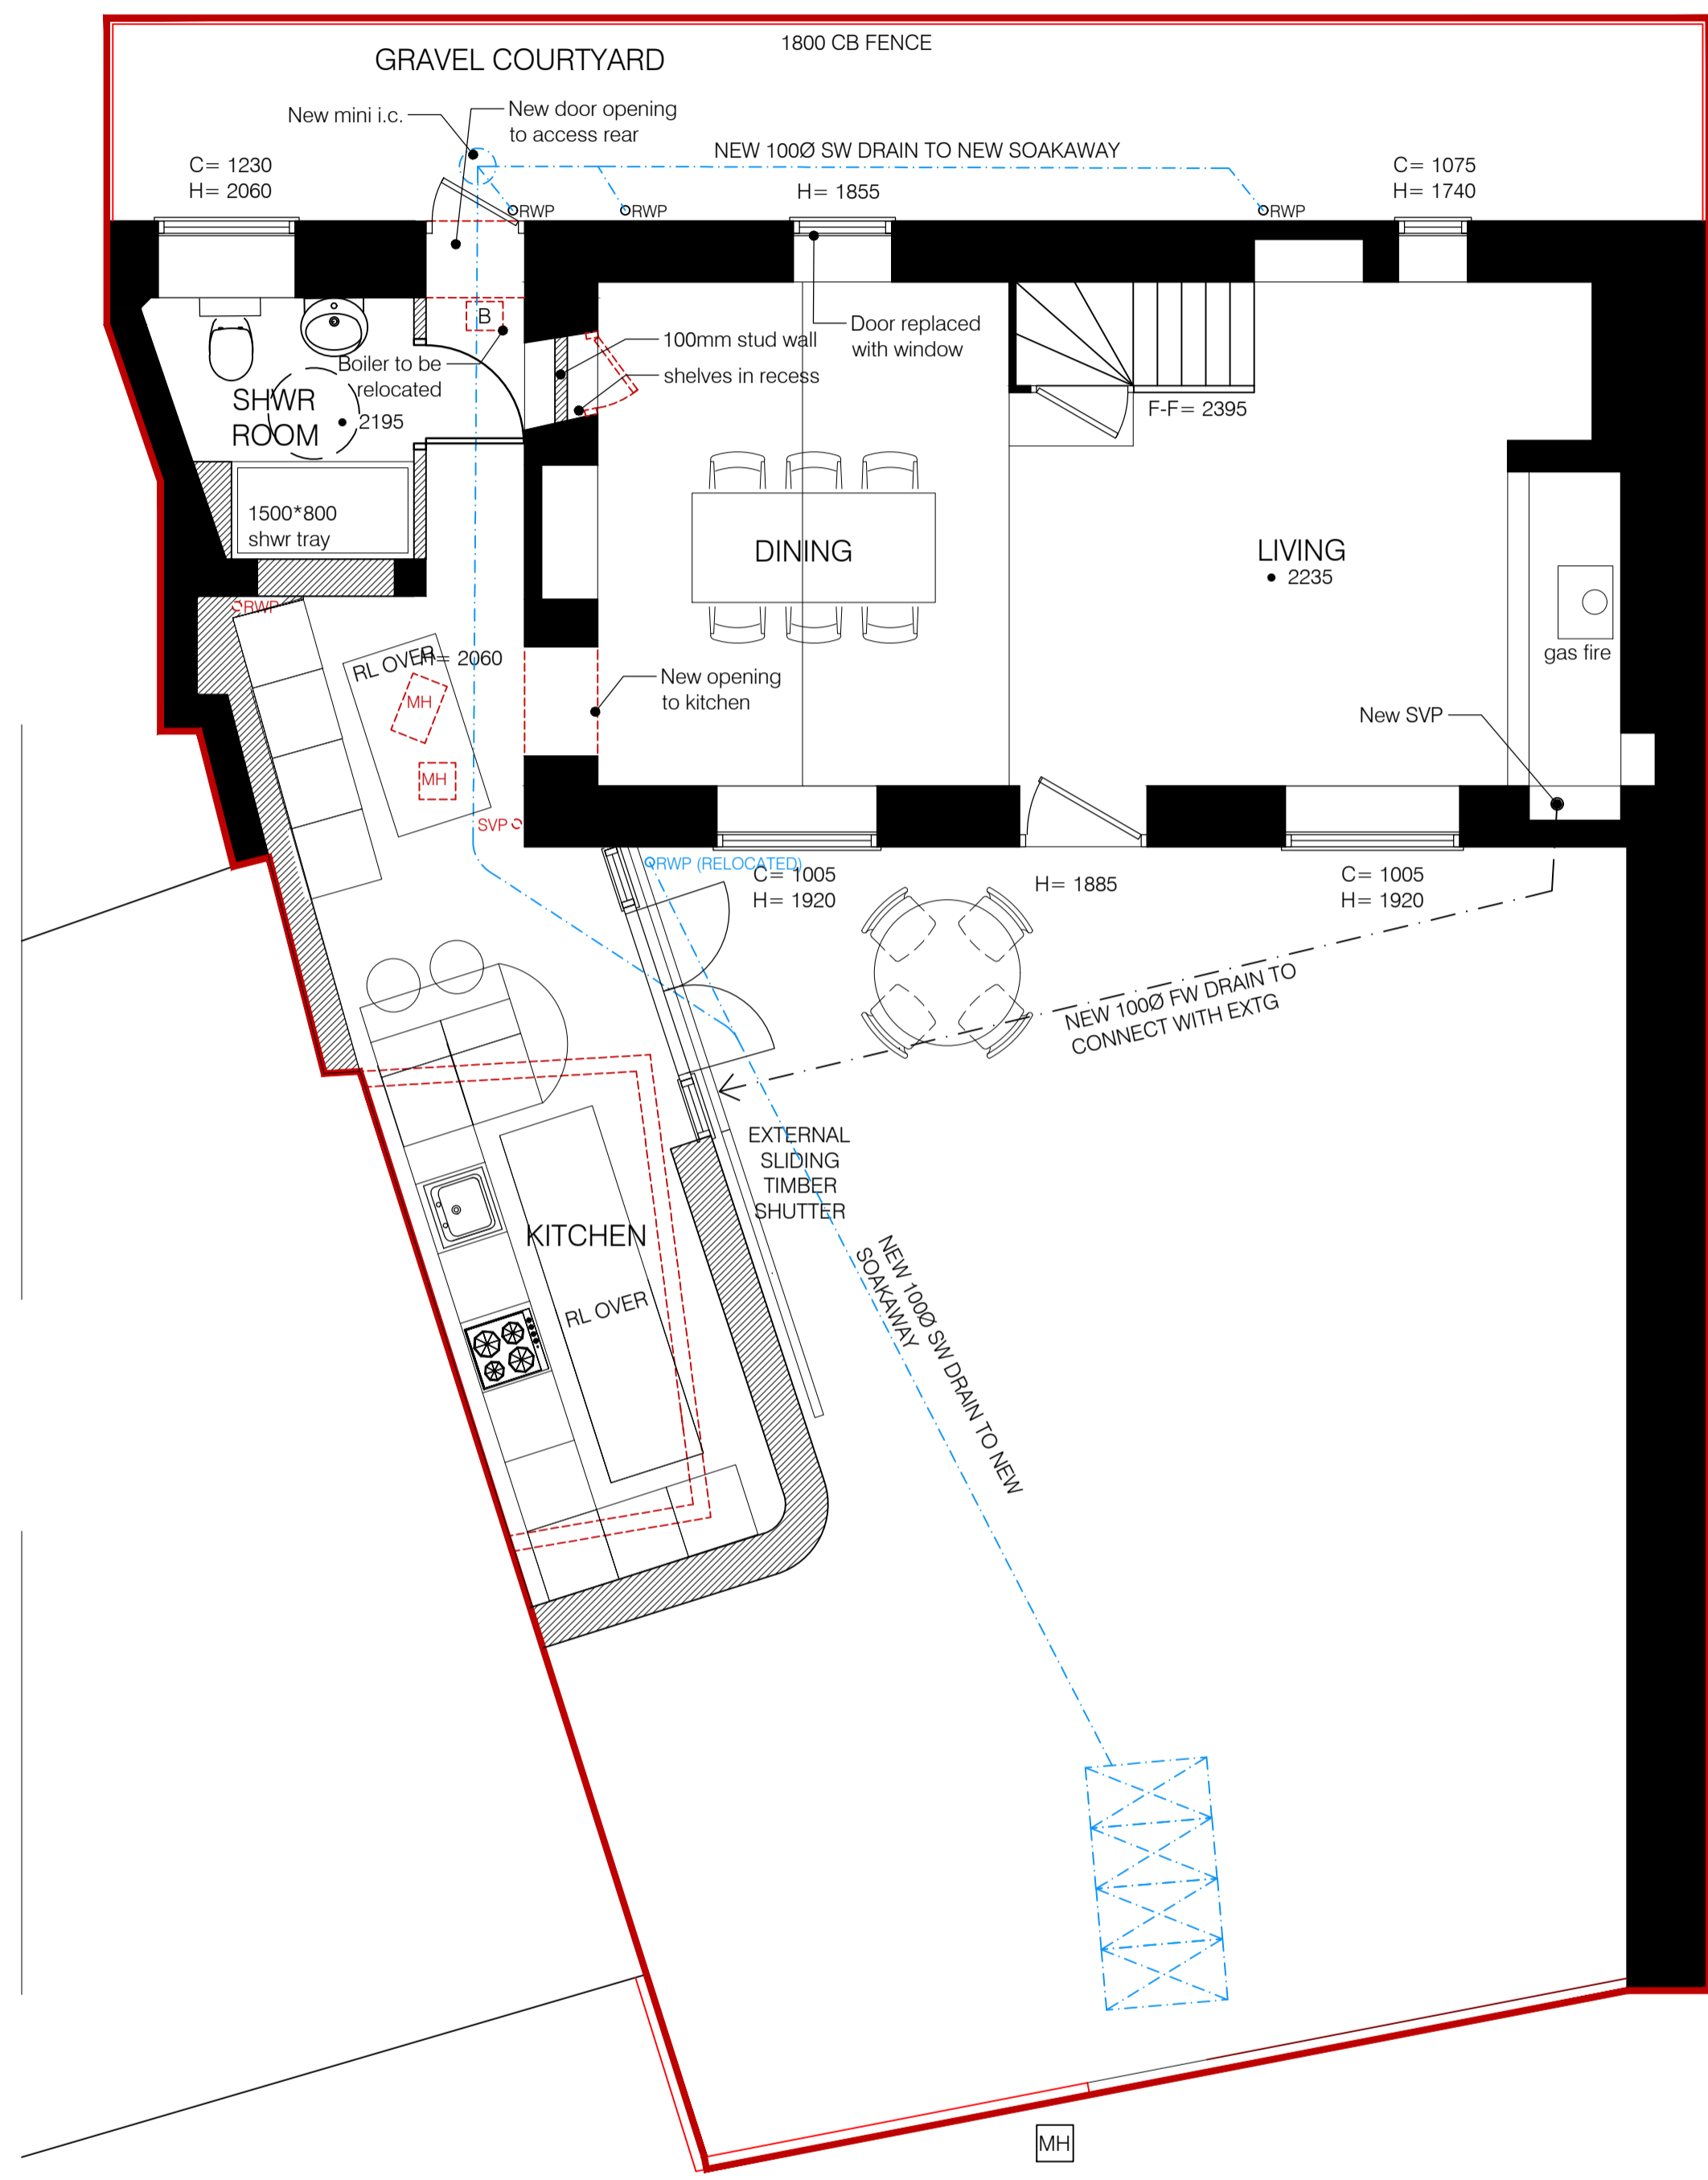 1800 CB FENCE
GRAVEL COURTYARD
New mini i.c.
New door opening
to access rear
NEW 100Ø SW DRAIN TO NEW SOAKAWAY
C= 1230
H= 2060
H= 1855
C= 1075
H= 1740
RWP
RWP
RWP
B
Boiler to be
relocated
100mm stud wall
shelves in recess
Door replaced
with window
F-F= 2395
SHWR
ROOM
2195
1500*800
shwr tray
DINING
LIVING
2235
gas fire
RWP
RL OVER
H= 2060
MH
MH
SVP
New opening
to kitchen
New SVP
RWP (RELOCATED)
C= 1005
H= 1920
H= 1885
C= 1005
H= 1920
NEW 100Ø FW DRAIN TO
CONNECT WITH EXTG
EXTERNAL
SLIDING
TIMBER
SHUTTER
KITCHEN
RL OVER
NEW 100Ø SW DRAIN TO NEW
SOAKAWAY
MH